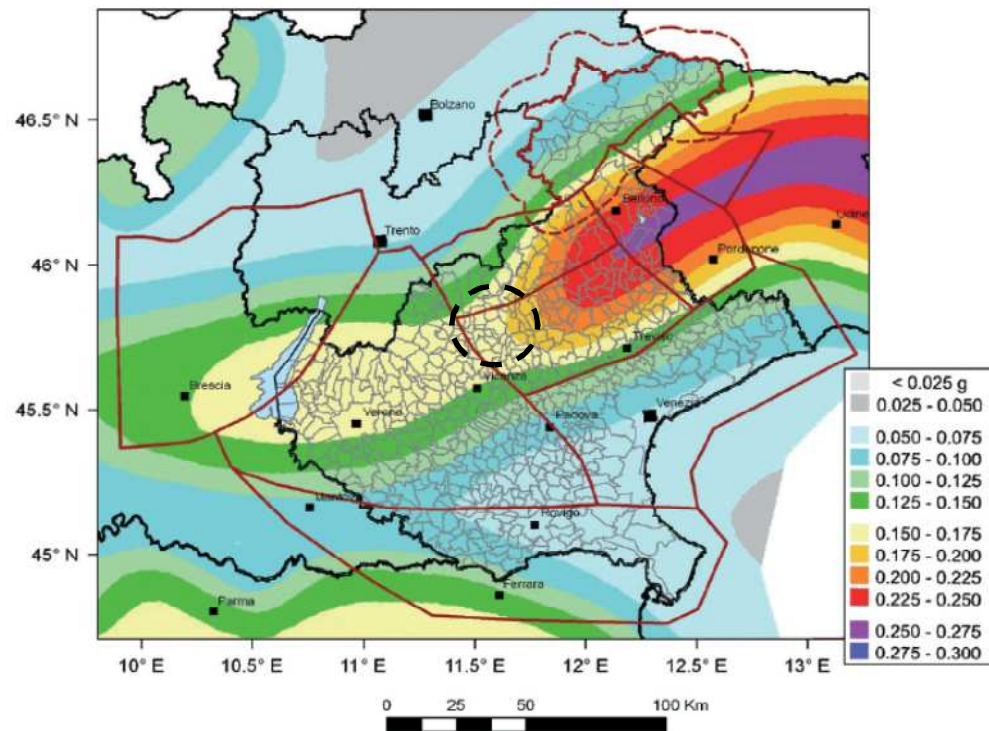 46.5° N
46° N
45.5° N
45° N
10° E
10.5° E
11° E
11.5° E
12° E
12.5° E
13° E
Bolzano
Trento
Belluno
Udine
Pordenone
Treviso
Vicenza
Brescia
Verona
Padova
Venezia
Mantova
Rovigo
Ferrara
Parma
< 0.025 g
0.025 - 0.050
0.050 - 0.075
0.075 - 0.100
0.100 - 0.125
0.125 - 0.150
0.150 - 0.175
0.175 - 0.200
0.200 - 0.225
0.225 - 0.250
0.250 - 0.275
0.275 - 0.300
0 25 50 100 Km